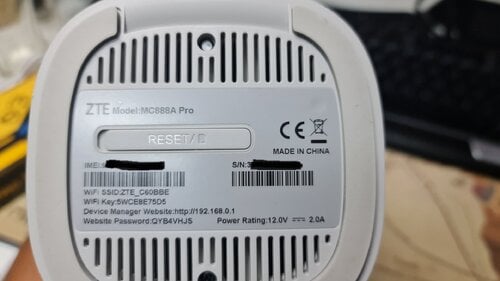 ZTE Model:MC888A Pro
RESET/
MADE IN CHINA
IMEI:
S/N:3
WiFi SSID:ZTE_C60BBE
WiFi Key:5WCE8E75D5
Device Manager Website:http://192.168.0.1
Website Password:QYB4VHJS Power Rating:12.0V 2.0A